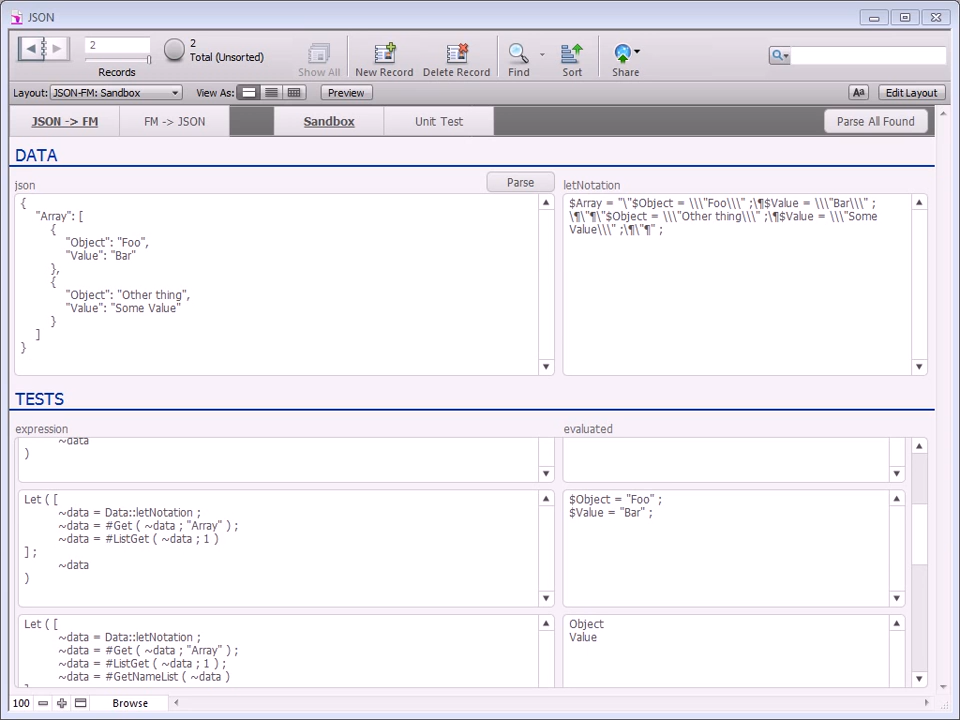 JSON
2
Records
2
Total (Unsorted)
Show All
New Record
Delete Record
Find
Sort
Share
Layout: JSON-FM: Sandbox
View As:
Preview
Aa
Edit Layout
JSON -> FM
FM -> JSON
Sandbox
Unit Test
Parse All Found
DATA
json
Parse
{
"Array": [
{
"Object": "Foo",
"Value": "Bar"
},
{
"Object": "Other thing",
"Value": "Some Value"
}
]
}
letNotation
$Array = "\"$Object = \\\"Foo\\\" ;\¶$Value = \\\"Bar\\\" ;
\¶\"¶\"$Object = \\\"Other thing\\\" ;\¶$Value = \\\"Some
Value\\\" ;\¶\"¶" ;
TESTS
expression
evaluated
~data
)
Let ( [
~data = Data::letNotation ;
~data = #Get ( ~data ; "Array" ) ;
~data = #ListGet ( ~data ; 1 )
] ;
~data
)
$Object = "Foo" ;
$Value = "Bar" ;
Let ( [
~data = Data::letNotation ;
~data = #Get ( ~data ; "Array" ) ;
~data = #ListGet ( ~data ; 1 ) ;
~data = #GetNameList ( ~data )
Object
Value
100
Browse